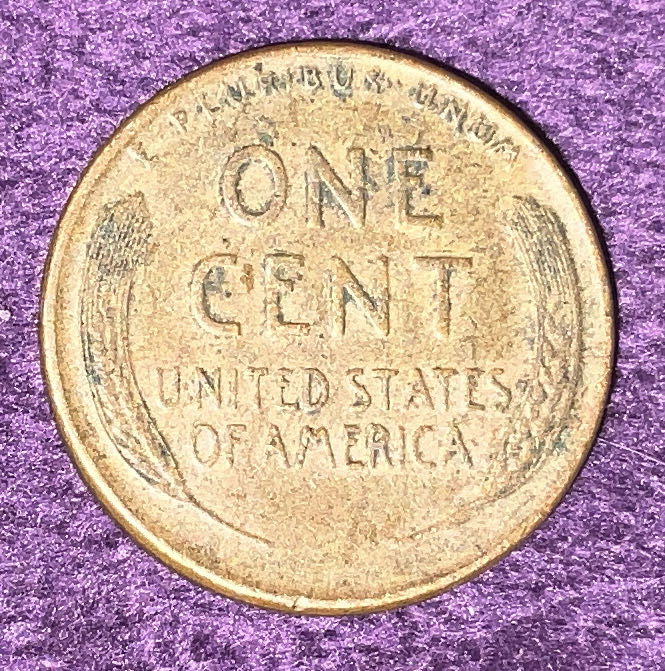 E PLURIBUS UNUM
ONE
CENT
UNITED STATES
OF AMERICA